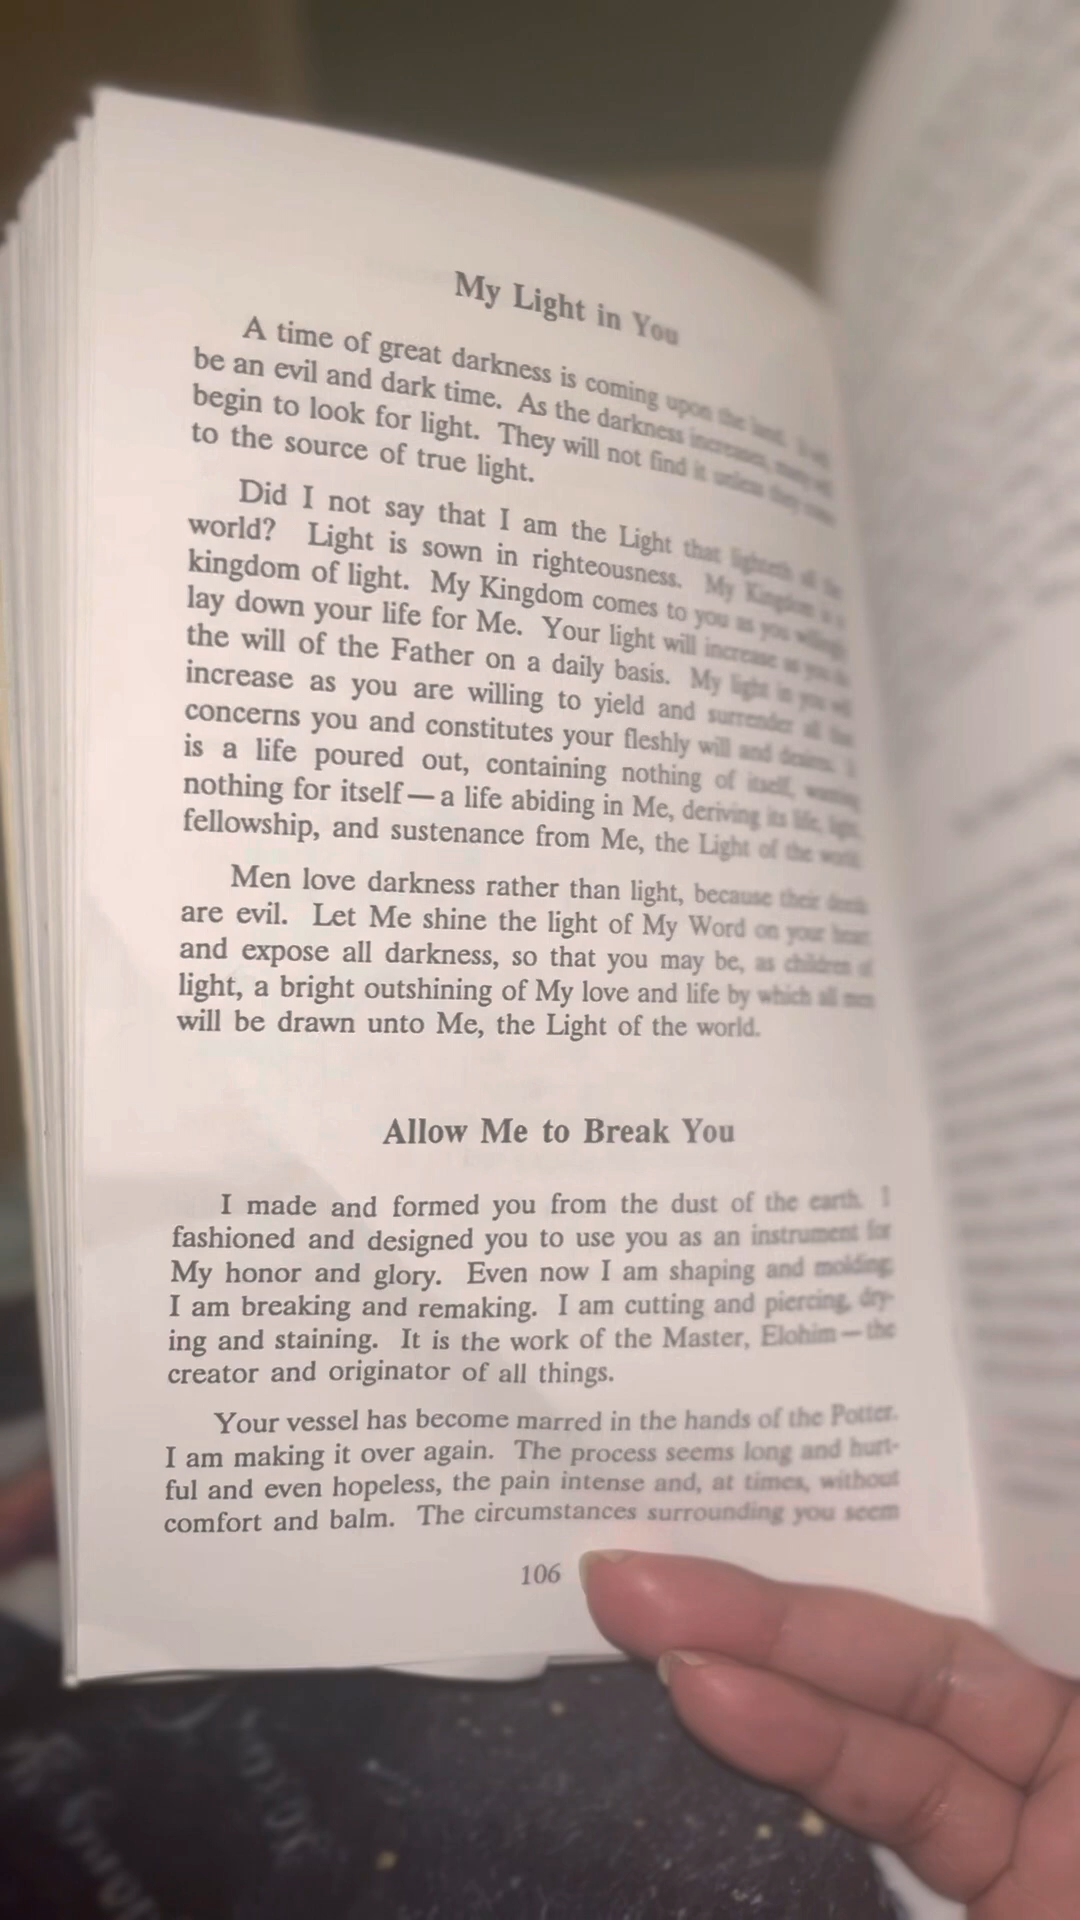 My Light in You
A time of great darkness is coming upon the land. It will
be an evil and dark time. As the darkness increases, many will
begin to look for light. They will not find it unless they come
to the source of true light.
Did I not say that I am the Light that lighteth all the
world? Light is sown in righteousness. My Kingdom is a
kingdom of light. My Kingdom comes to you as you willingly
lay down your life for Me. Your light will increase as you do
the will of the Father on a daily basis. My light in you will
increase as you are willing to yield and surrender all that
concerns you and constitutes your fleshly will and desires. It
is a life poured out, containing nothing of itself, wanting
nothing for itself—a life abiding in Me, deriving its life, light,
fellowship, and sustenance from Me, the Light of the world.
Men love darkness rather than light, because their deeds
are evil. Let Me shine the light of My Word on your heart
and expose all darkness, so that you may be, as children of
light, a bright outshining of My love and life by which all men
will be drawn unto Me, the Light of the world.
Allow Me to Break You
I made and formed you from the dust of the earth. I
fashioned and designed you to use you as an instrument for
My honor and glory. Even now I am shaping and molding.
I am breaking and remaking. I am cutting and piercing, dry-
ing and staining. It is the work of the Master, Elohim—the
creator and originator of all things.
Your vessel has become marred in the hands of the Potter.
I am making it over again. The process seems long and hurt-
ful and even hopeless, the pain intense and, at times, without
comfort and balm. The circumstances surrounding you seem
106